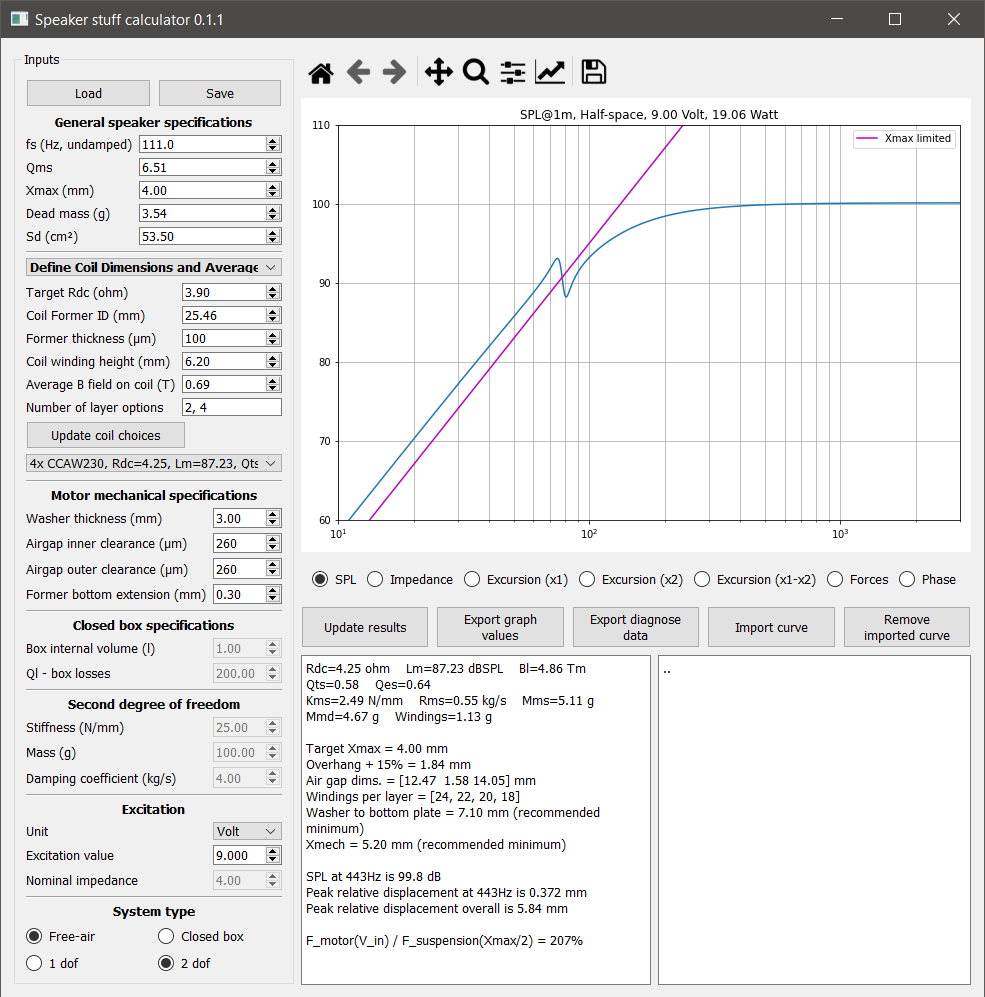 Speaker stuff calculator 0.1.1
Inputs
Load Save
General speaker specifications
fs (Hz, undamped) 111.0
Qms 6.51
Xmax (mm) 4.00
Dead mass (g) 3.54
Sd (cm²) 53.50
Define Coil Dimensions and Average
Target Rdc (ohm) 3.90
Coil Former ID (mm) 25.46
Former thickness (µm) 100
Coil winding height (mm) 6.20
Average B field on coil (T) 0.69
Number of layer options 2, 4
Update coil choices
4x CCAW230, Rdc=4.25, Lm=87.23, Qts
Motor mechanical specifications
Washer thickness (mm) 3.00
Airgap inner clearance (µm) 260
Airgap outer clearance (µm) 260
Former bottom extension (mm) 0.30
Closed box specifications
Box internal volume (l) 1.00
Ql - box losses 200.00
Second degree of freedom
Stiffness (N/mm) 25.00
Mass (g) 100.00
Damping coefficient (kg/s) 4.00
Excitation
Unit Volt
Excitation value 9.000
Nominal impedance 4.00
System type
Free-air Closed box
1 dof 2 dof
SPL@1m, Half-space, 9.00 Volt, 19.06 Watt
Xmax limited
110
100
90
80
70
60
10¹ 10² 10³
SPL Impedance Excursion (x1) Excursion (x2) Excursion (x1-x2) Forces Phase
Update results
Export graph
values
Export diagnose
data
Import curve
Remove
imported curve
Rdc=4.25 ohm Lm=87.23 dBSPL Bl=4.86 Tm
Qts=0.58 Qes=0.64
Kms=2.49 N/mm Rms=0.55 kg/s Mms=5.11 g
Mmd=4.67 g Windings=1.13 g
Target Xmax = 4.00 mm
Overhang + 15% = 1.84 mm
Air gap dims. = [12.47 1.58 14.05] mm
Windings per layer = [24, 22, 20, 18]
Washer to bottom plate = 7.10 mm (recommended
minimum)
Xmech = 5.20 mm (recommended minimum)
SPL at 443Hz is 99.8 dB
Peak relative displacement at 443Hz is 0.372 mm
Peak relative displacement overall is 5.84 mm
F_motor(V_in) / F_suspension(Xmax/2) = 207%
..